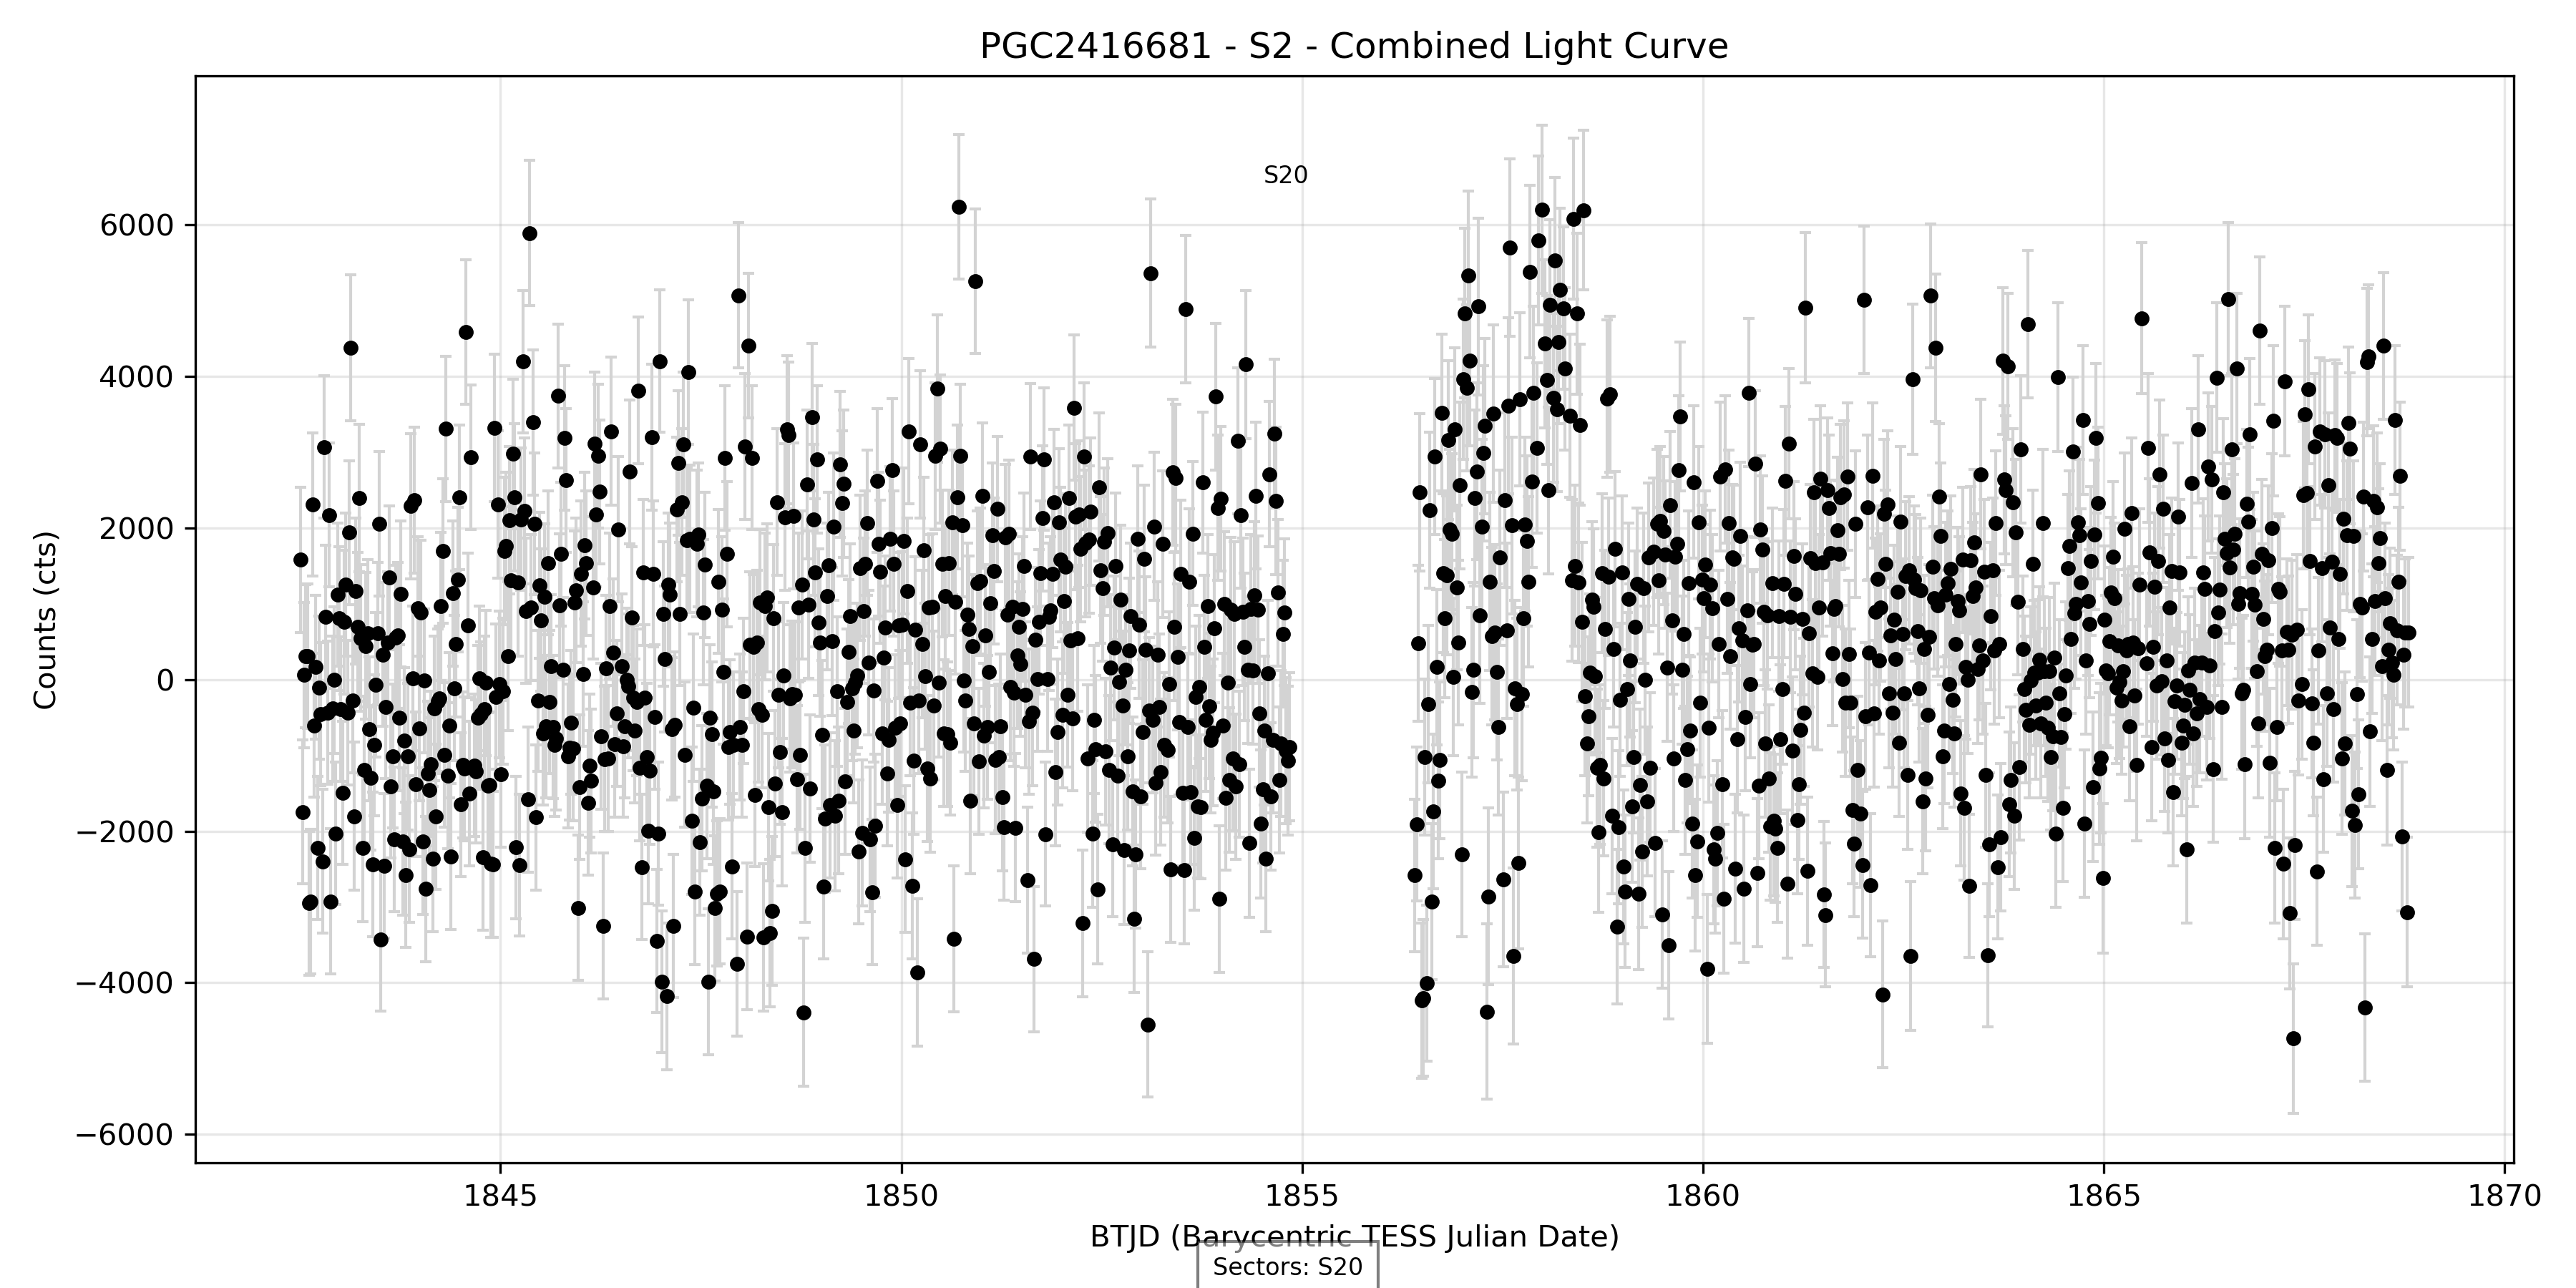 PGC2416681 - S2 - Combined Light Curve
S20
Counts (cts)
6000
4000
2000
0
−2000
−4000
−6000
1845
1850
1855
1860
1865
1870
BTJD (Barycentric TESS Julian Date)
Sectors: S20